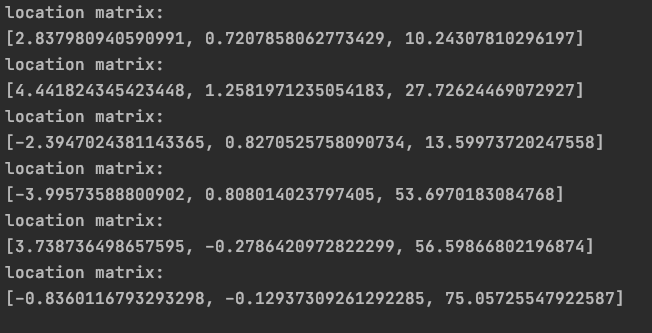 location matrix:
[2.837980940590991, 0.7207858062773429, 10.24307810296197]
location matrix:
[4.441824345423448, 1.2581971235054183, 27.72624469072927]
location matrix:
[-2.3947024381143365, 0.8270525758090734, 13.59973720247558]
location matrix:
[-3.99573588800902, 0.808014023797405, 53.6970183084768]
location matrix:
[3.738736498657595, -0.2786420972822299, 56.59866802196874]
location matrix:
[-0.8360116793293298, -0.12937309261292285, 75.05725547922587]